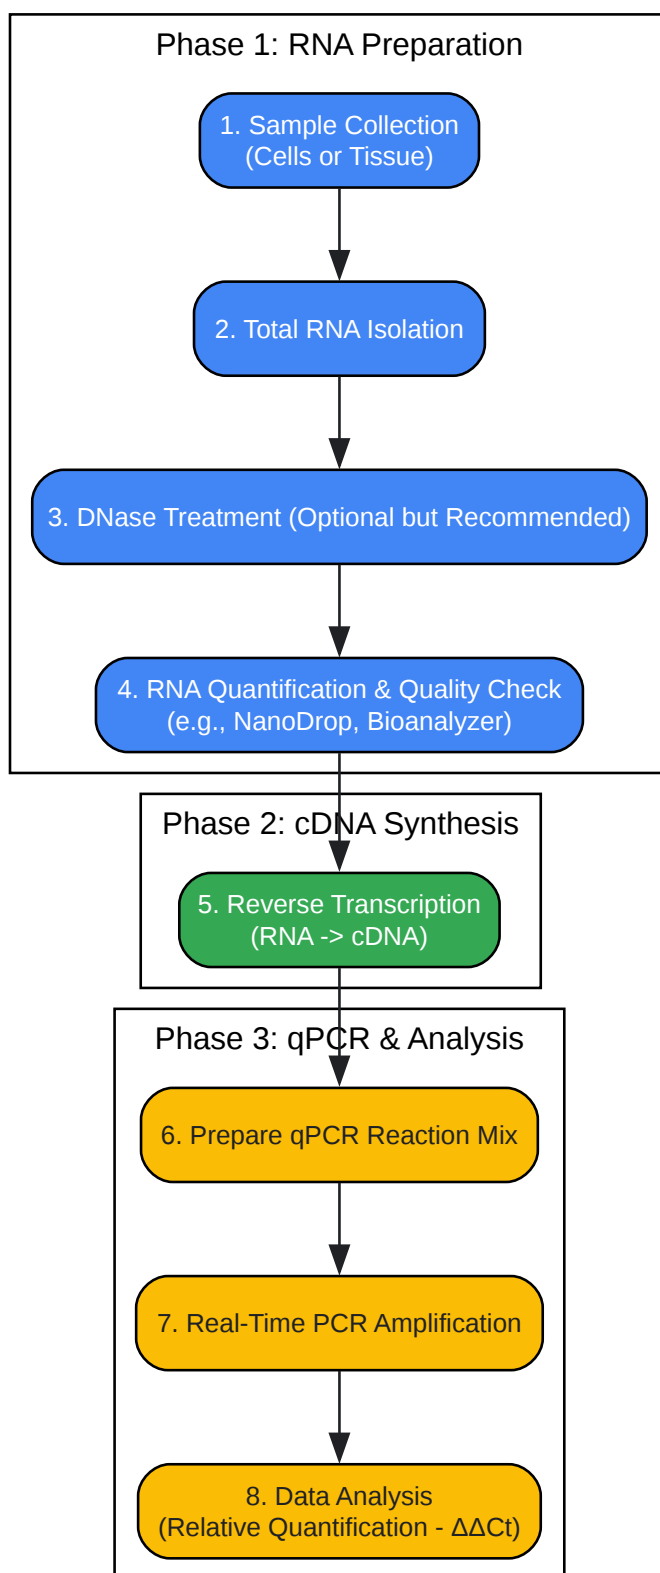 Phase 1: RNA Preparation
1. Sample Collection
(Cells or Tissue)
2. Total RNA Isolation
3. DNase Treatment (Optional but Recommended)
4. RNA Quantification & Quality Check
(e.g., NanoDrop, Bioanalyzer)
Phase 2: cDNA Synthesis
5. Reverse Transcription
(RNA -> cDNA)
Phase 3: qPCR & Analysis
6. Prepare qPCR Reaction Mix
7. Real-Time PCR Amplification
8. Data Analysis
(Relative Quantification - ΔΔCt)